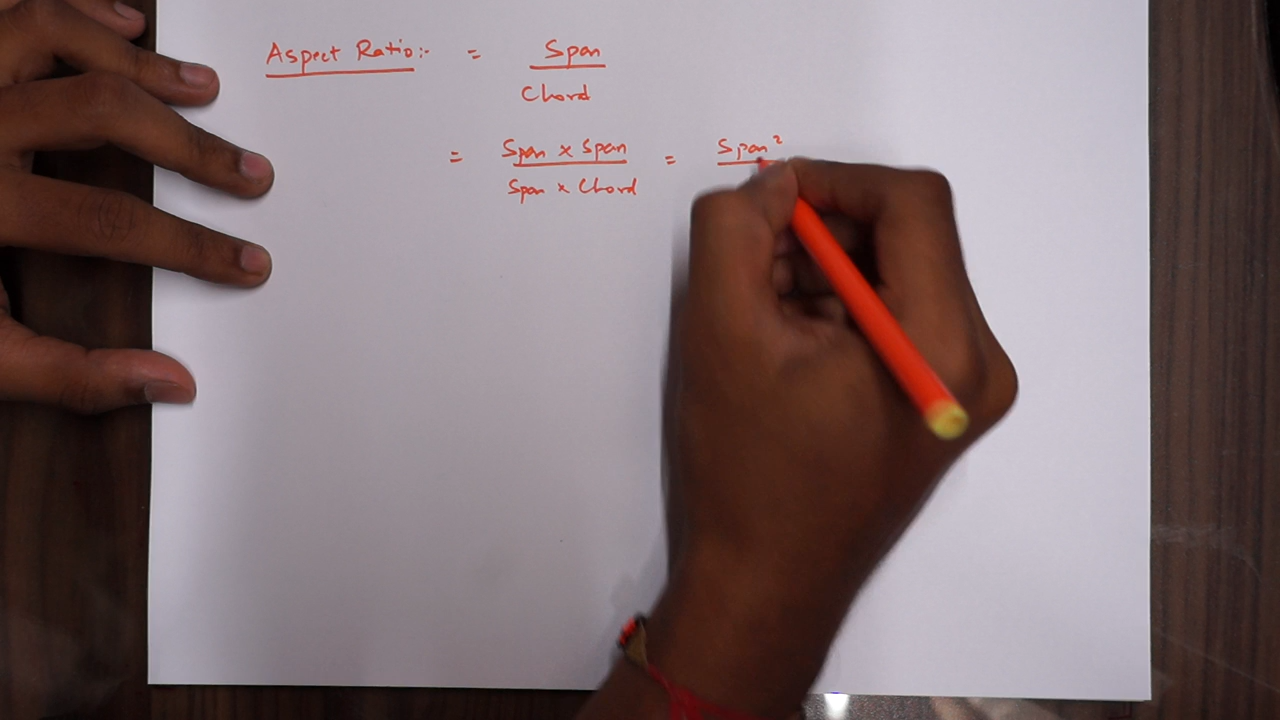 Aspect Ratio:- = Span
Chord
= Span x Span = Span²
Span x Chord